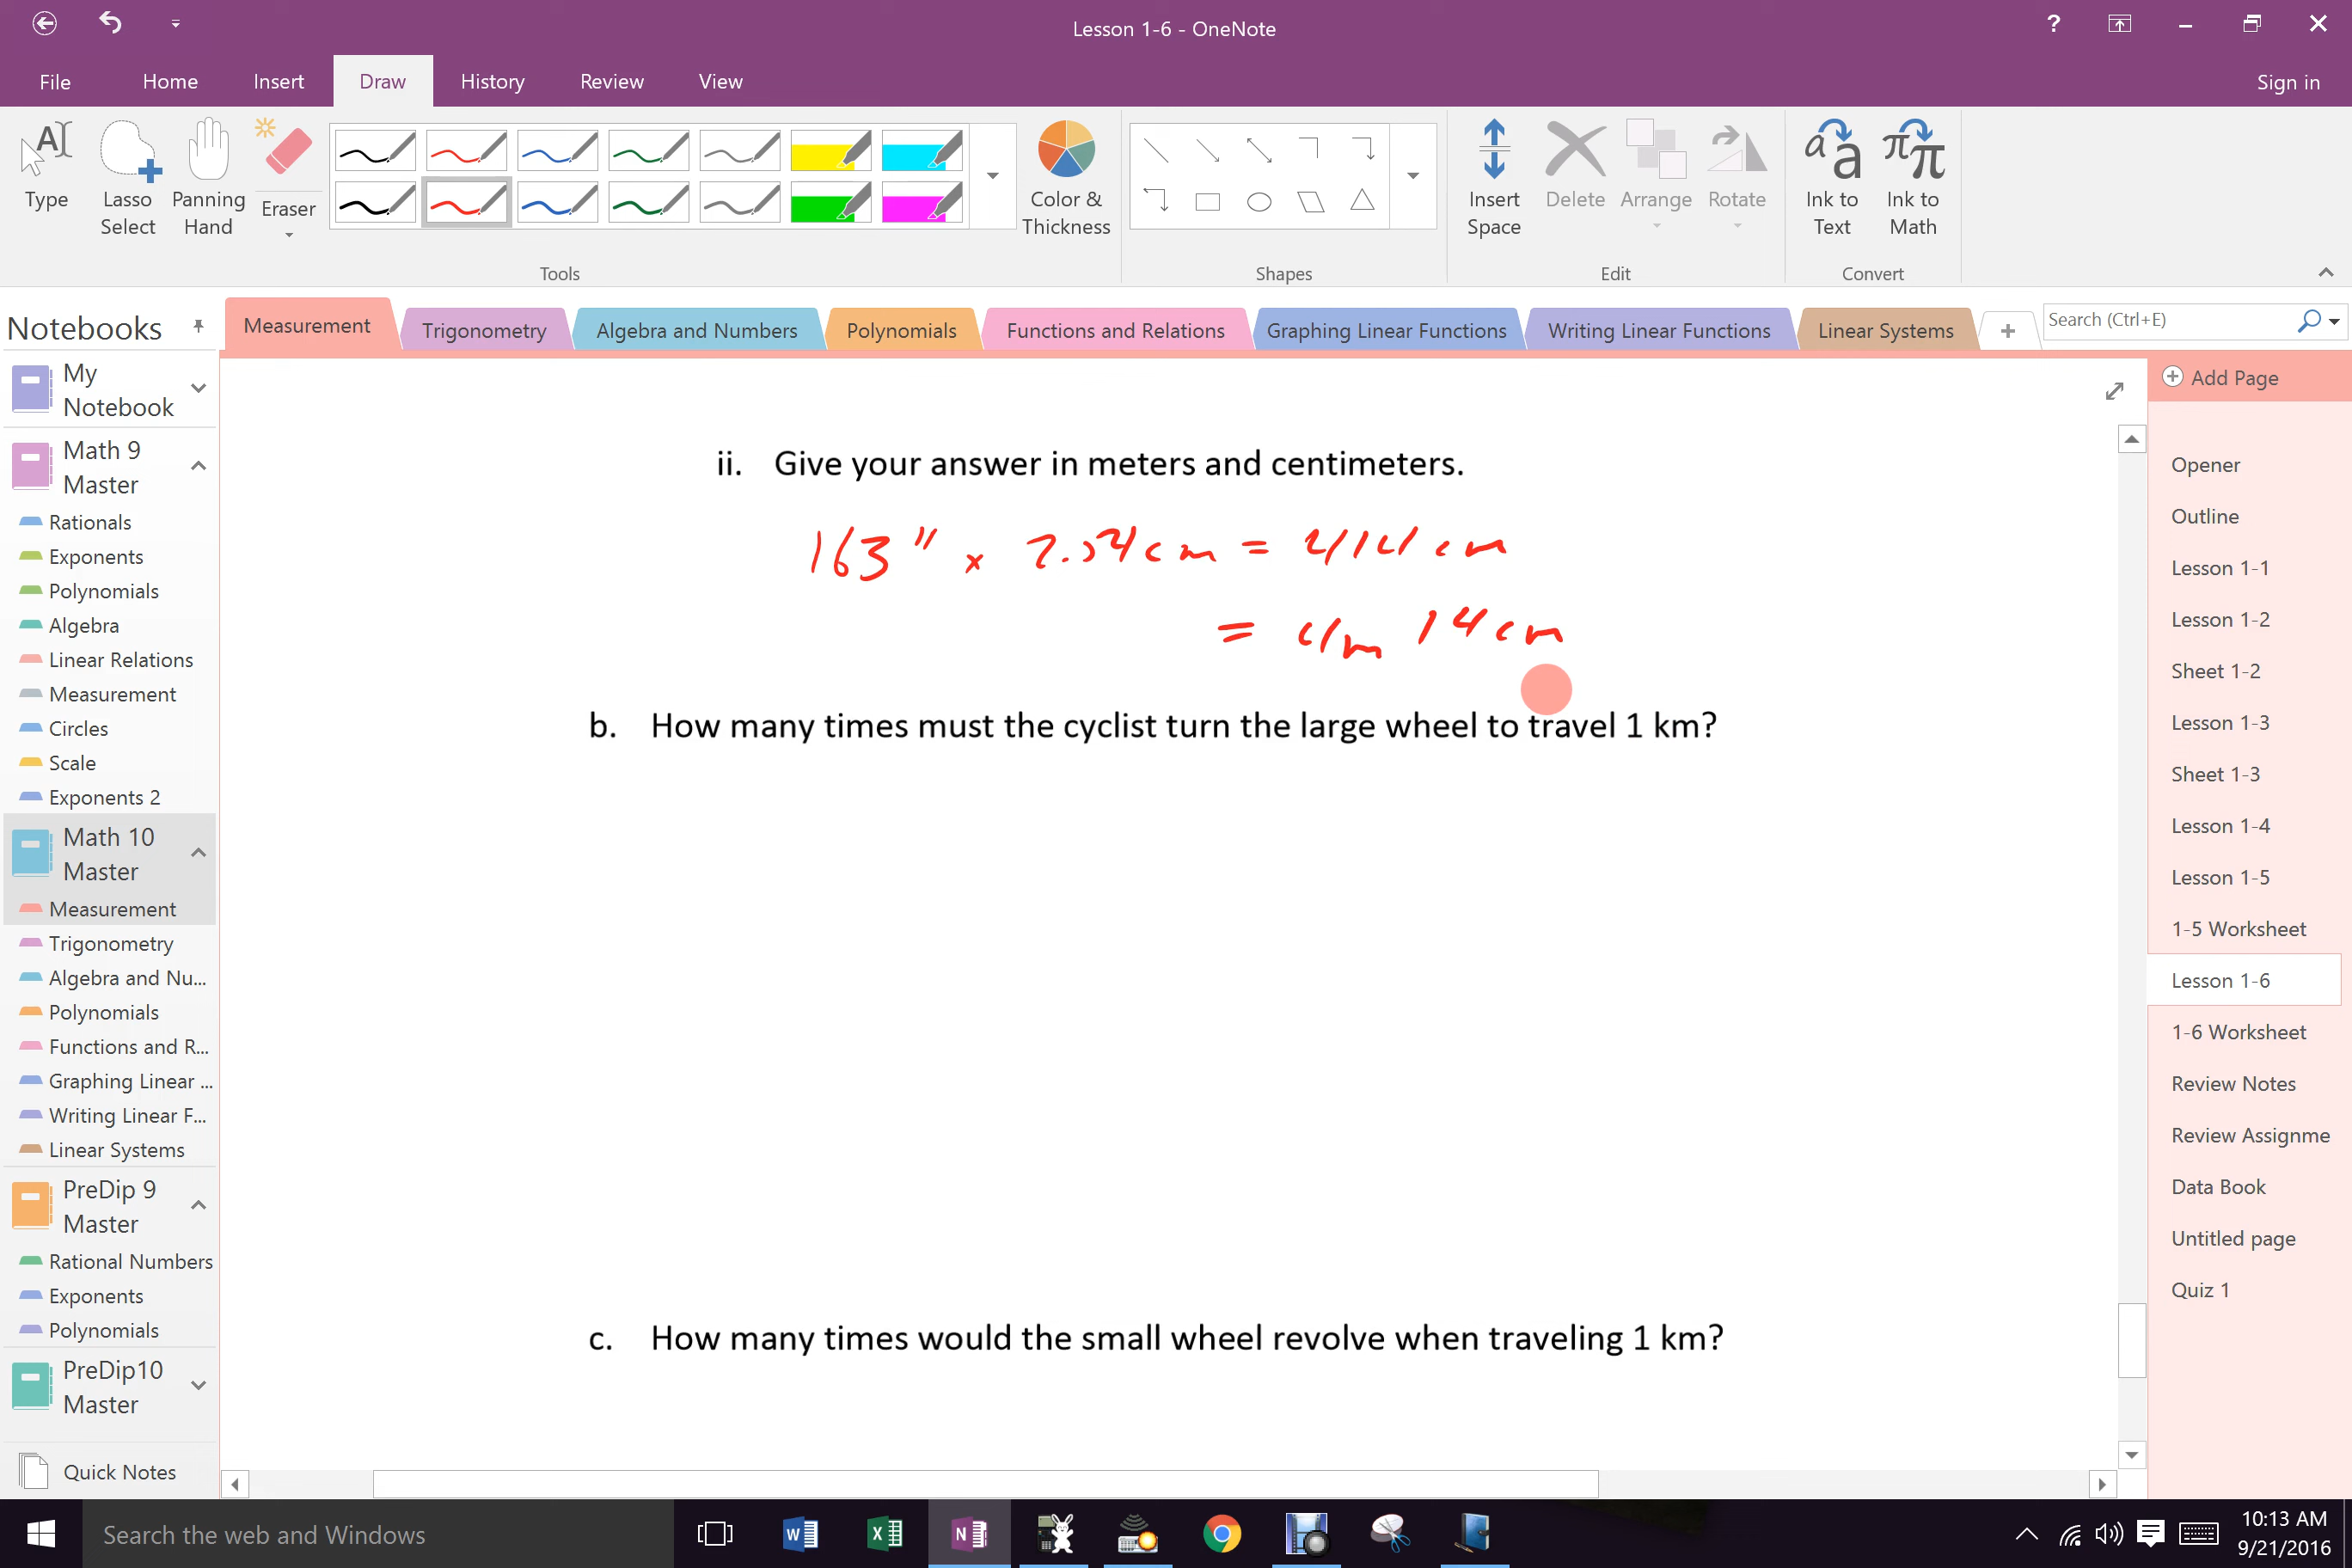 Lesson 1-6 - OneNote
?
File Home Insert Draw History Review View Sign in
Type
Lasso Select
Panning Hand
Eraser
Color & Thickness
Insert Space
Delete
Arrange
Rotate
Ink to Text
Ink to Math
Tools Shapes Edit Convert
Notebooks
Measurement Trigonometry Algebra and Numbers Polynomials Functions and Relations Graphing Linear Functions Writing Linear Functions Linear Systems +
Search (Ctrl+E)
My Notebook
Math 9 Master
Rationals
Exponents
Polynomials
Algebra
Linear Relations
Measurement
Circles
Scale
Exponents 2
Math 10 Master
Measurement
Trigonometry
Algebra and Nu...
Polynomials
Functions and R...
Graphing Linear ...
Writing Linear F...
Linear Systems
PreDip 9 Master
Rational Numbers
Exponents
Polynomials
PreDip10 Master
Quick Notes
ii. Give your answer in meters and centimeters.
163" x 2.54cm = 414 cm
= 4m 14cm
b. How many times must the cyclist turn the large wheel to travel 1 km?
c. How many times would the small wheel revolve when traveling 1 km?
Add Page
Opener
Outline
Lesson 1-1
Lesson 1-2
Sheet 1-2
Lesson 1-3
Sheet 1-3
Lesson 1-4
Lesson 1-5
1-5 Worksheet
Lesson 1-6
1-6 Worksheet
Review Notes
Review Assignme
Data Book
Untitled page
Quiz 1
Search the web and Windows
10:13 AM
9/21/2016